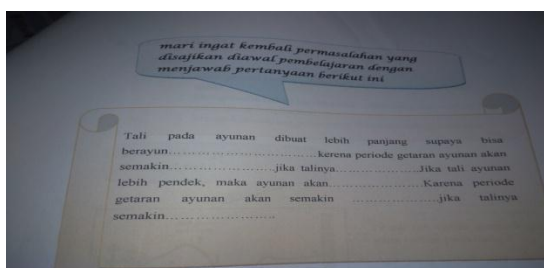 mari ingat kembali permasalahan yang
disajikan diawal pembelajaran dengan
menjawab pertanyaan berikut ini
Tali pada ayunan dibuat lebih panjang supaya bisa
berayun.................................kerena periode getaran ayunan akan
semakin.......................jika talinya...................Jika tali ayunan
lebih pendek, maka ayunan akan.....................Karena periode
getaran ayunan akan semakin ...................jika talinya
semakin.........................